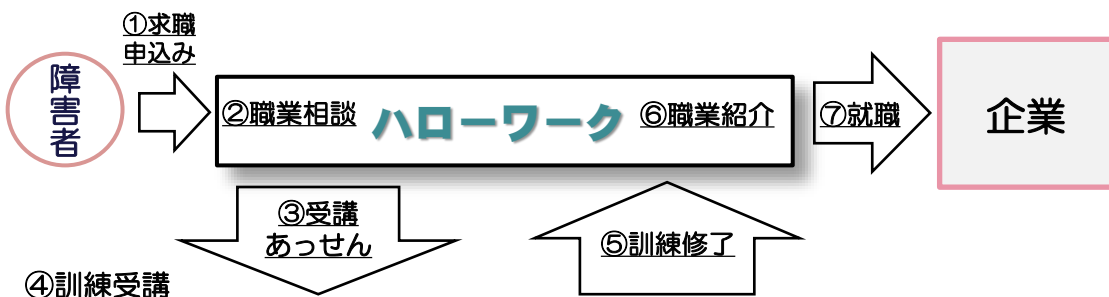 ①求職
申込み
障害者
②職業相談
ハローワーク
⑥職業紹介
⑦就職
企業
③受講
あっせん
⑤訓練修了
④訓練受講